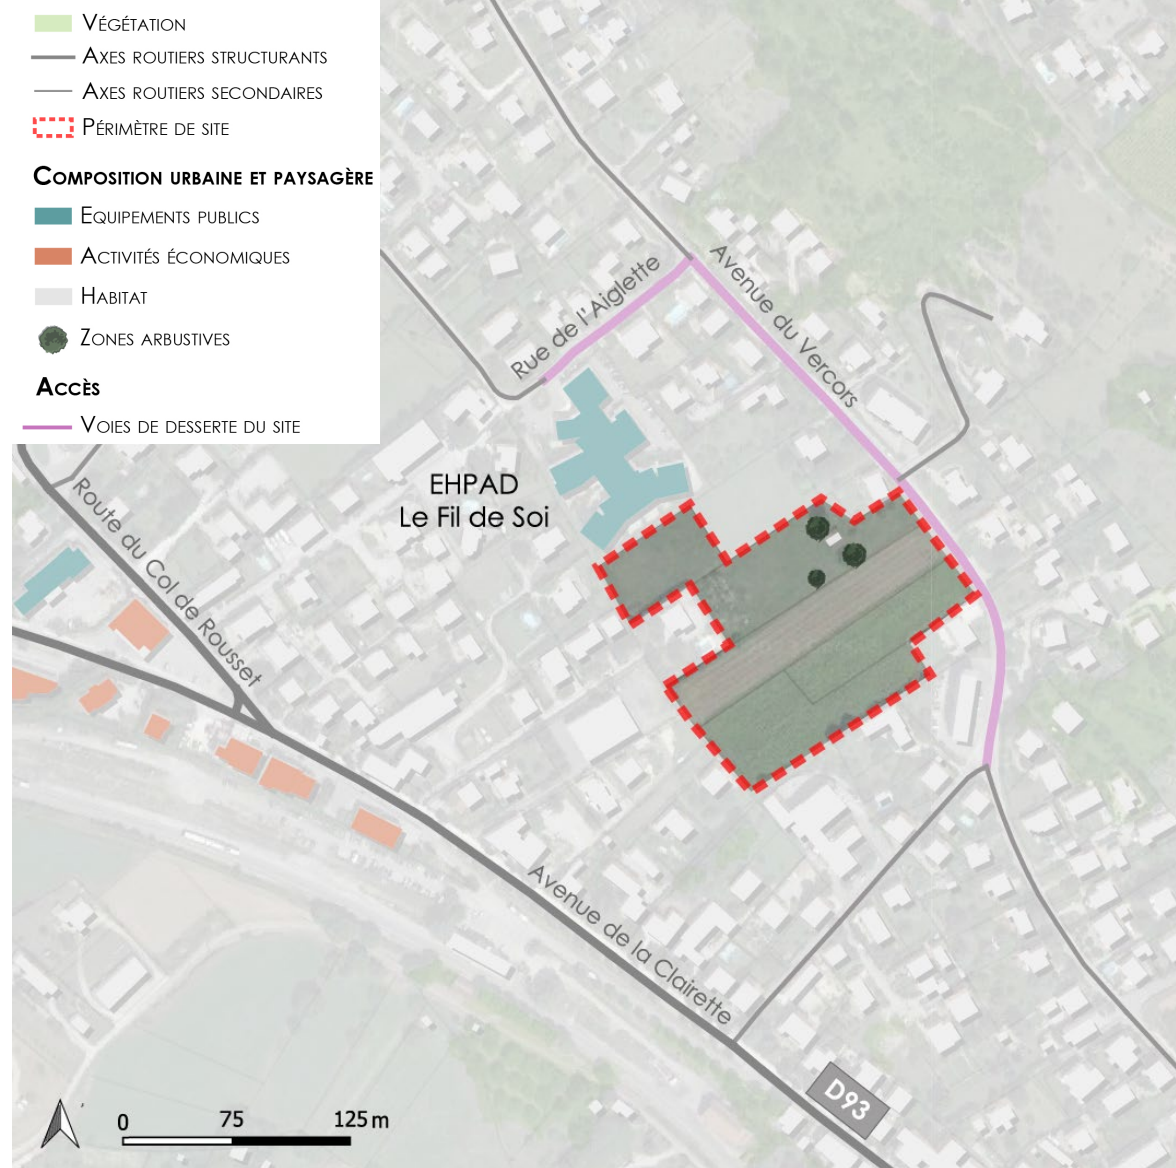 Végétation
Axes routiers structurants
Axes routiers secondaires
Périmètre de site
Composition urbaine et paysagère
Equipements publics
Activités économiques
Habitat
Zones arbustives
Accès
Voies de desserte du site
Rue de l'Aiglette
Avenue du Vercors
EHPAD
Le Fil de Soi
Route du Col de Rousset
Avenue de la Clairette
D93
0 75 125 m